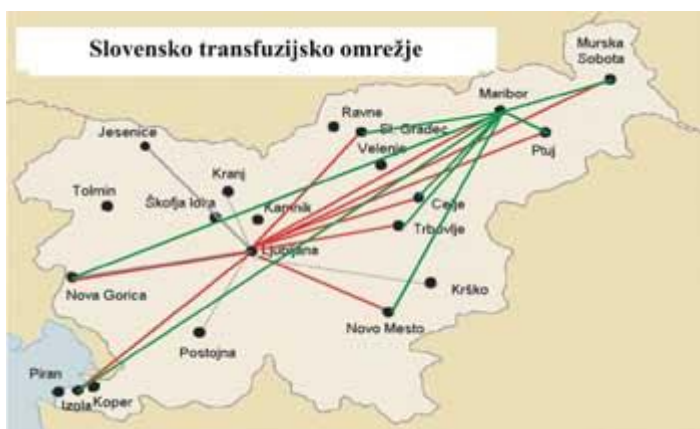 Slovensko transfuzijsko omrežje
Murska
Sobota
Maribor
Ravne
Sl. Gradec
Jesenice
Velenje
Ptuj
Kranj
Tolmin
Škofja
Kamnik
Celje
Trbovlje
Ljubljana
Nova Gorica
Krško
Novo Mesto
Postojna
Piran
Izola
Koper